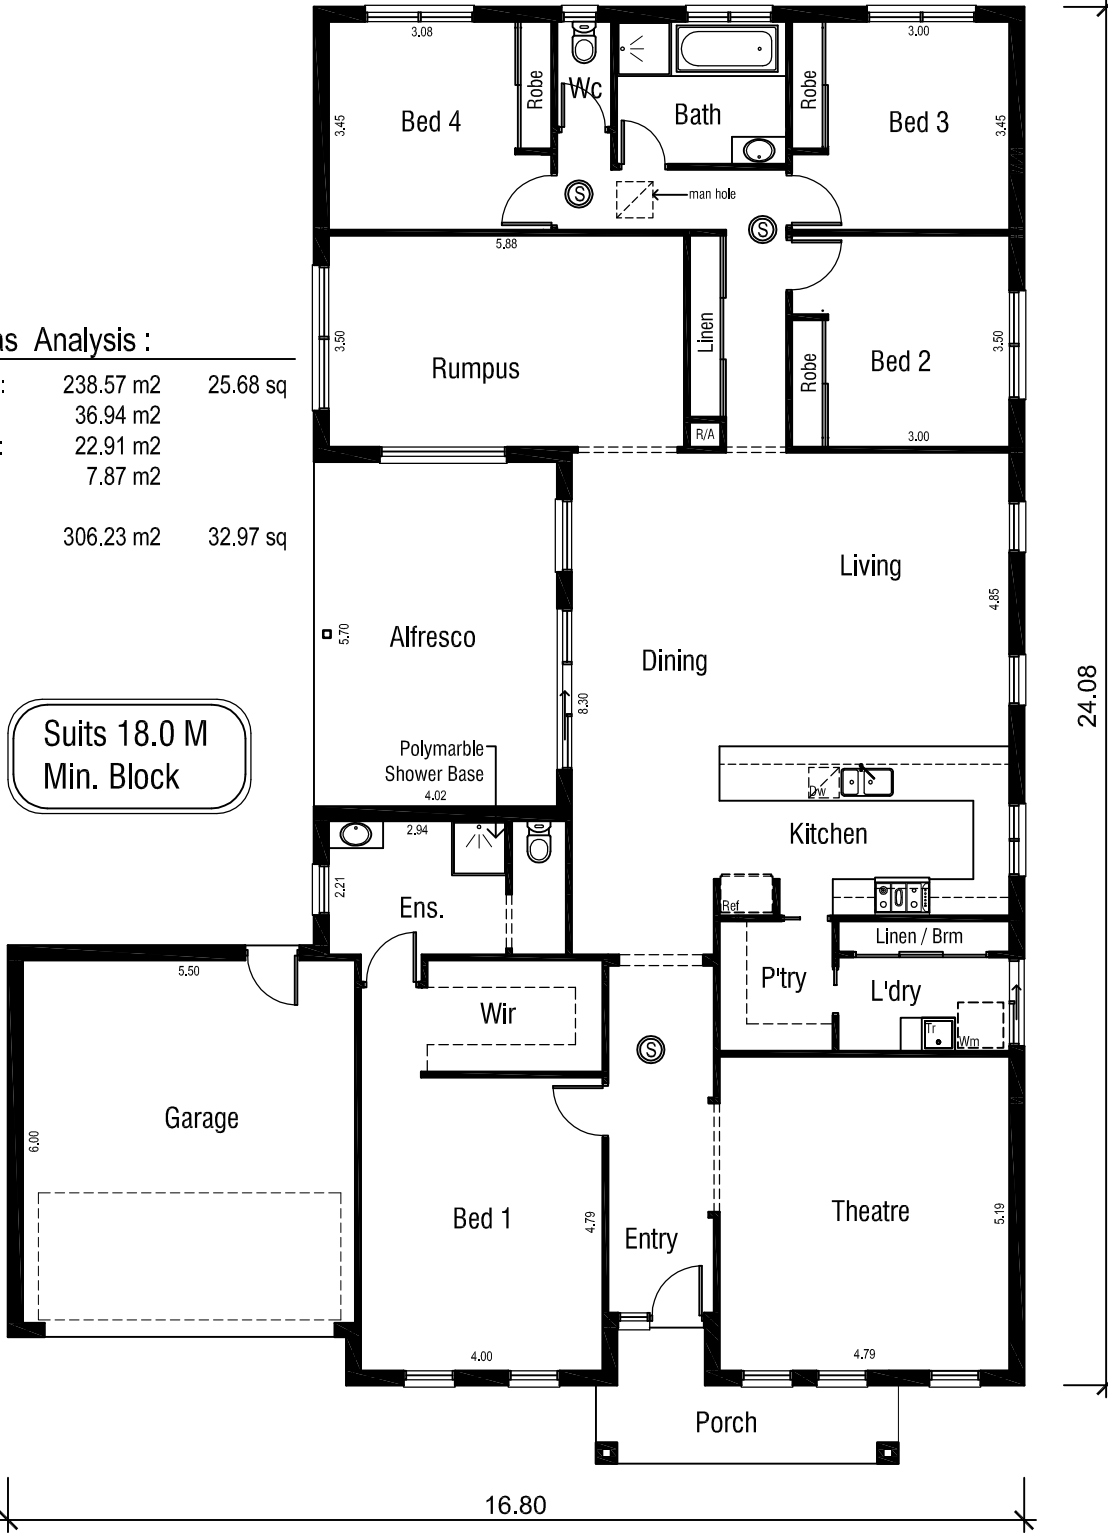 3.08
3.00
Robe
Wc
Robe
Bed 4
Bath
Bed 3
3.45
3.45
S
man hole
S
5.88
as Analysis :
: 238.57 m2 25.68 sq
36.94 m2
: 22.91 m2
7.87 m2
306.23 m2 32.97 sq
3.50
Rumpus
Linen
Robe
Bed 2
3.50
R/A
3.00
Living
4.85
Alfresco
5.70
Dining
8.30
24.08
Suits 18.0 M
Min. Block
Polymarble
Shower Base
4.02
Dw
2.94
Kitchen
2.21
Ens.
Ref
Linen / Brm
5.50
P'try
L'dry
Wir
Tr
Wm
S
Garage
6.00
Bed 1
4.79
Entry
Theatre
5.19
4.00
4.79
Porch
16.80